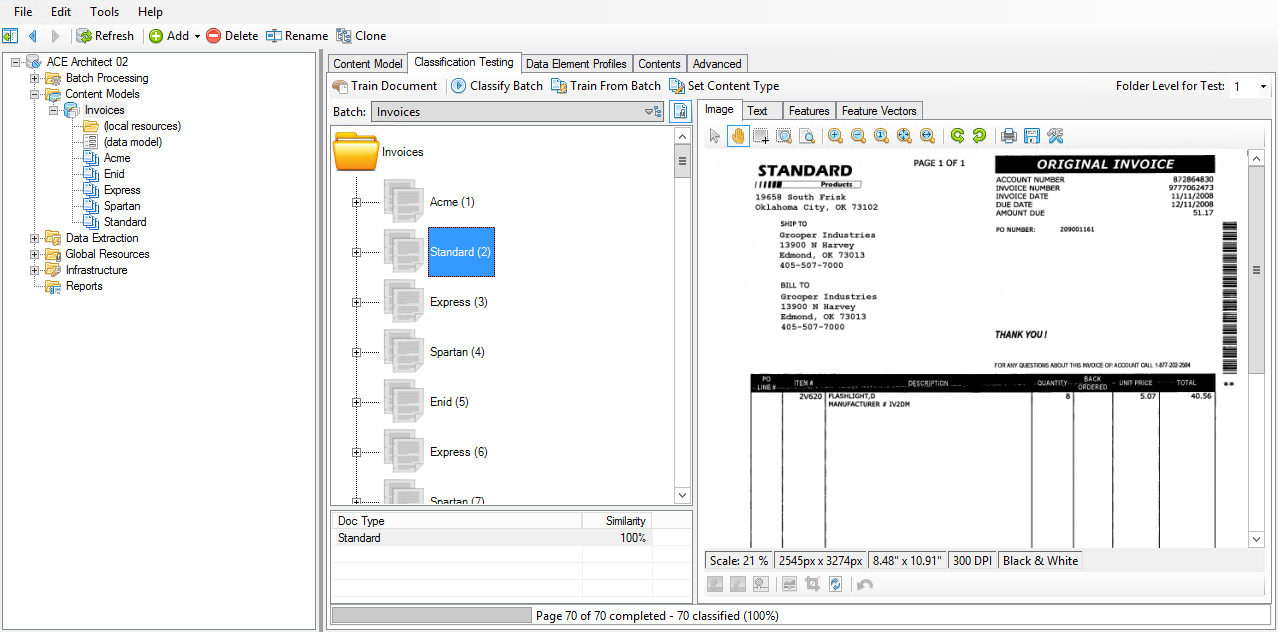 File Edit Tools Help
Refresh Add Delete Rename Clone
ACE Architect 02
Batch Processing
Content Models
Invoices
(local resources)
(data model)
Acme
Enid
Express
Spartan
Standard
Data Extraction
Global Resources
Infrastructure
Reports
Content Model Classification Testing Data Element Profiles Contents Advanced
Train Document Classify Batch Train From Batch Set Content Type Folder Level for Test: 1
Batch: Invoices
Invoices
Acme (1)
Standard (2)
Express (3)
Spartan (4)
Enid (5)
Express (6)
Spartan (7)
Doc Type Similarity
Standard 100%
Image Text Features Feature Vectors
STANDARD
Products
19658 South Frisk
Oklahoma City, OK 73102
PAGE 1 OF 1
ORIGINAL INVOICE
ACCOUNT NUMBER 872864830
INVOICE NUMBER 9777062473
INVOICE DATE 11/11/2008
DUE DATE 12/11/2008
AMOUNT DUE 51.17
PO NUMBER: 209001161
SHIP TO
Grooper Industries
13900 N Harvey
Edmond, OK 73013
405-507-7000
BILL TO
Grooper Industries
13900 N Harvey
Edmond, OK 73013
405-507-7000
THANK YOU !
FOR ANY QUESTIONS ABOUT THIS INVOICE OF ACCOUNT CALL 1-877-202-2594
PO LINE # ITEM # DESCRIPTION QUANTITY BACK ORDERED UNIT PRICE TOTAL
**
2V620 FLASHLIGHT,D 8 5.07 40.56
MANUFACTURER # IV2DM
Scale: 21 % 2545px x 3274px 8.48" x 10.91" 300 DPI Black & White
Page 70 of 70 completed - 70 classified (100%)